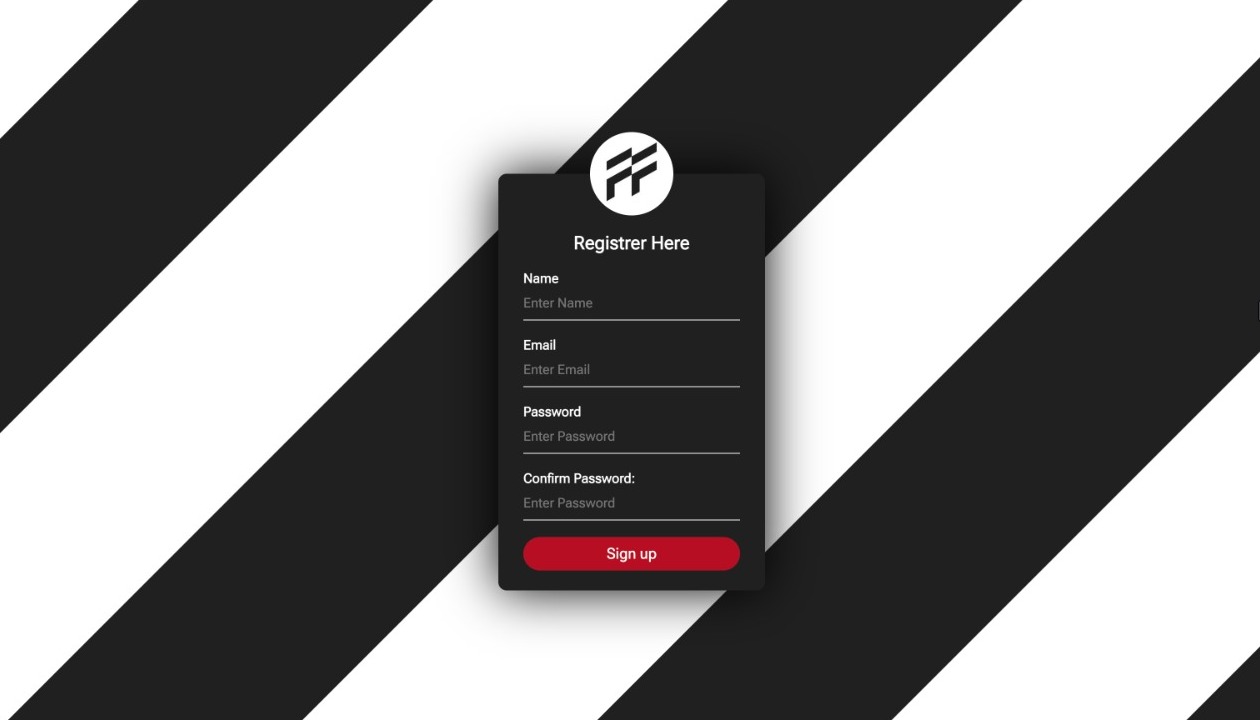 Registrer Here
Name
Enter Name
Email
Enter Email
Password
Enter Password
Confirm Password:
Enter Password
Sign up